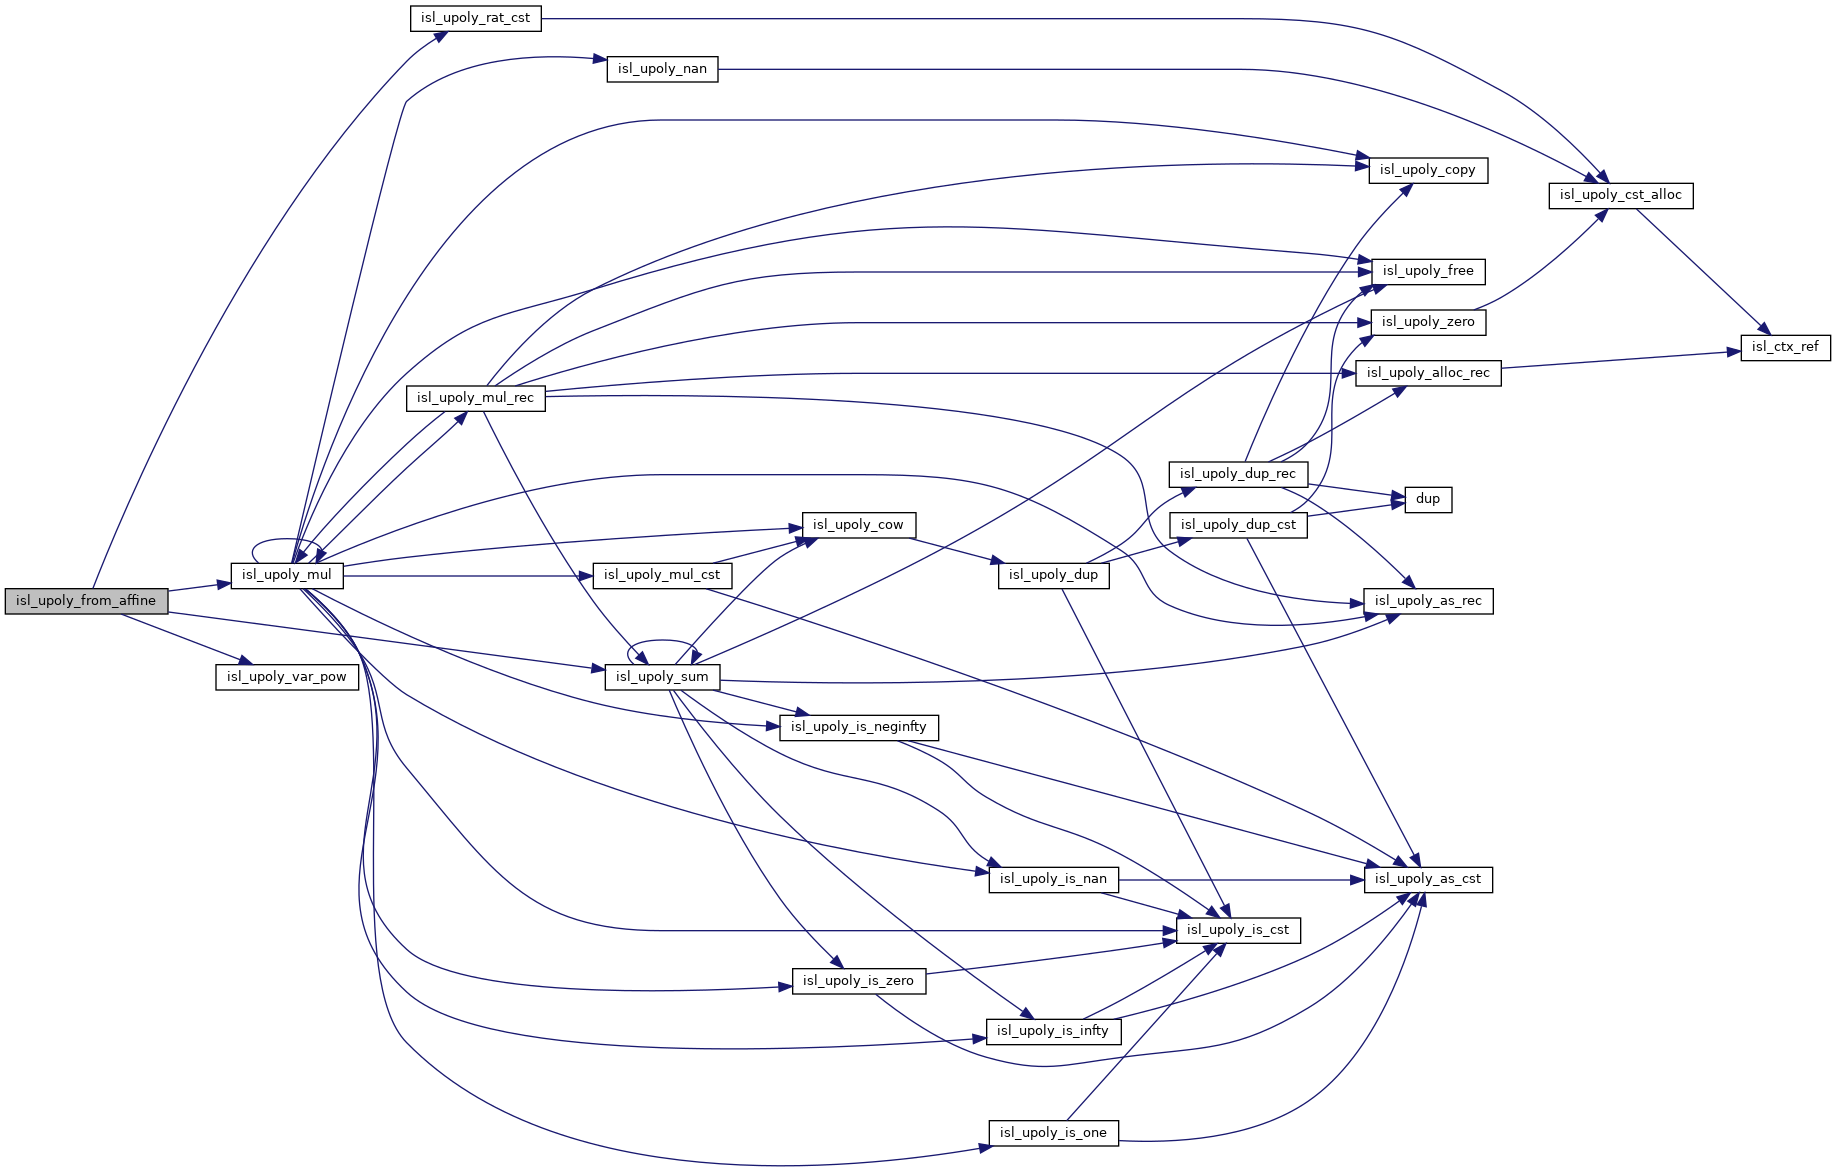 isl_upoly_rat_cst
isl_upoly_nan
isl_upoly_copy
isl_upoly_cst_alloc
isl_upoly_free
isl_upoly_zero
isl_ctx_ref
isl_upoly_alloc_rec
isl_upoly_mul_rec
isl_upoly_dup_rec
dup
isl_upoly_cow
isl_upoly_dup_cst
isl_upoly_mul
isl_upoly_mul_cst
isl_upoly_dup
isl_upoly_from_affine
isl_upoly_as_rec
isl_upoly_var_pow
isl_upoly_sum
isl_upoly_is_neginfty
isl_upoly_is_nan
isl_upoly_as_cst
isl_upoly_is_cst
isl_upoly_is_zero
isl_upoly_is_infty
isl_upoly_is_one